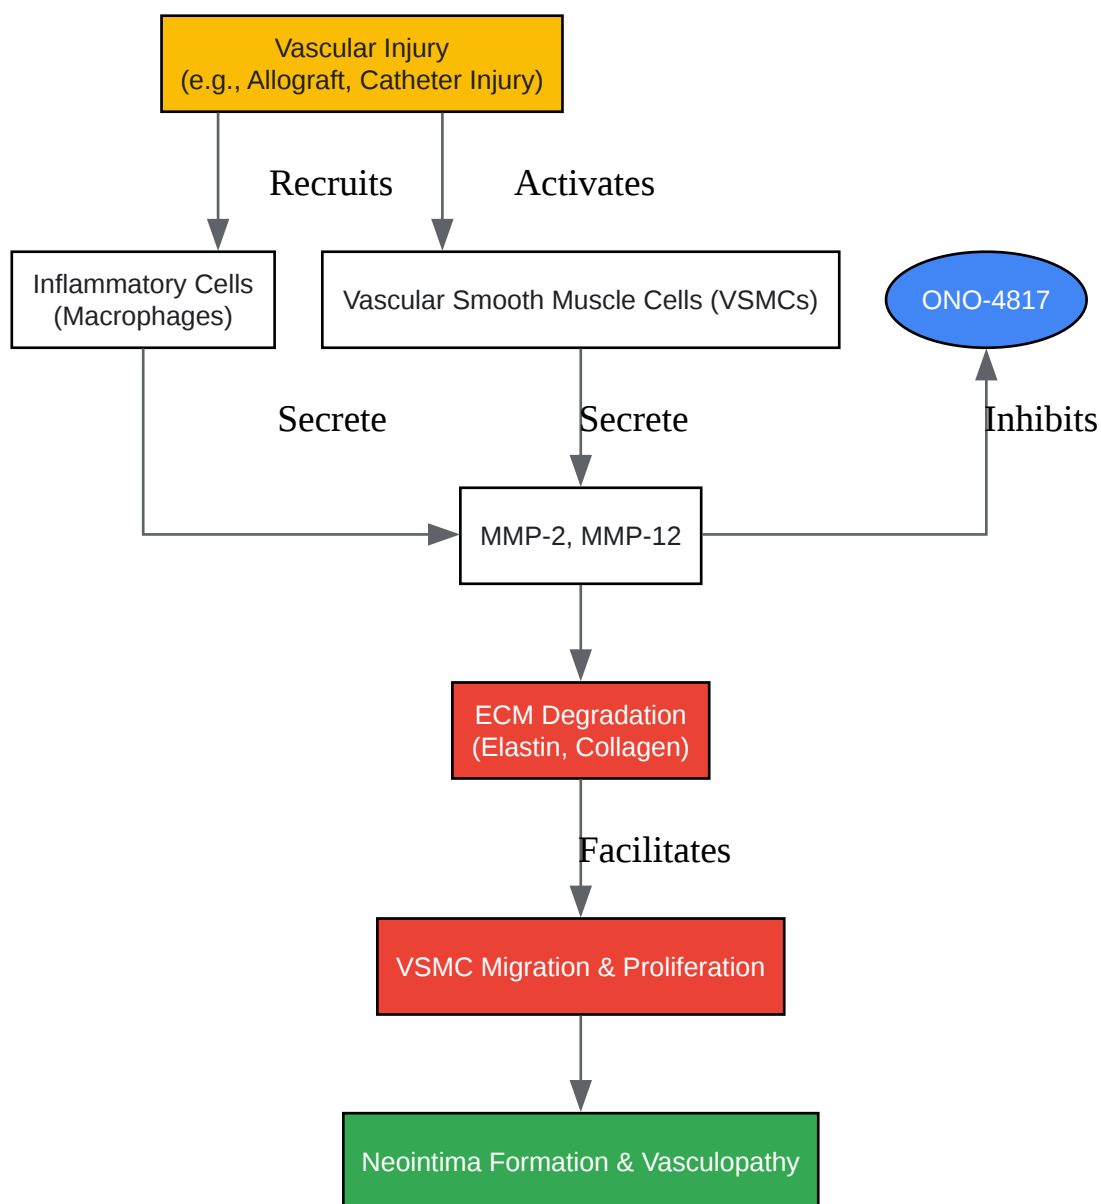 Vascular Injury
(e.g., Allograft, Catheter Injury)
Recruits
Activates
Inflammatory Cells
(Macrophages)
Vascular Smooth Muscle Cells (VSMCs)
ONO-4817
Secrete
Secrete
Inhibits
MMP-2, MMP-12
ECM Degradation
(Elastin, Collagen)
Facilitates
VSMC Migration & Proliferation
Neointima Formation & Vasculopathy